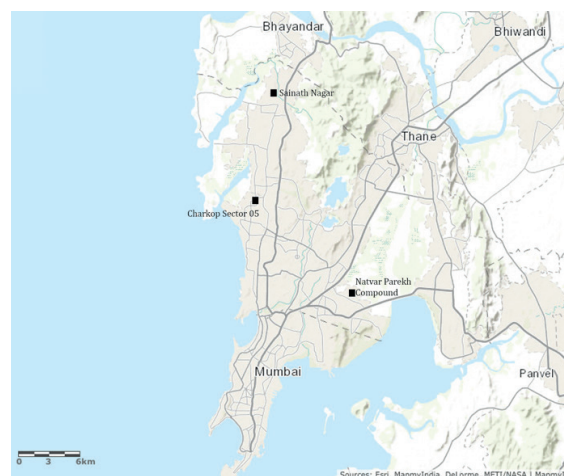 Bhayandar
Bhiwandi
Sainath Nagar
Thane
Charkop Sector 05
Natvar Parekh
Compound
Mumbai
Panvel
0 3 6km
Sources: Esri, MapmyIndia, DeLorme, METI/NASA | Mapmy